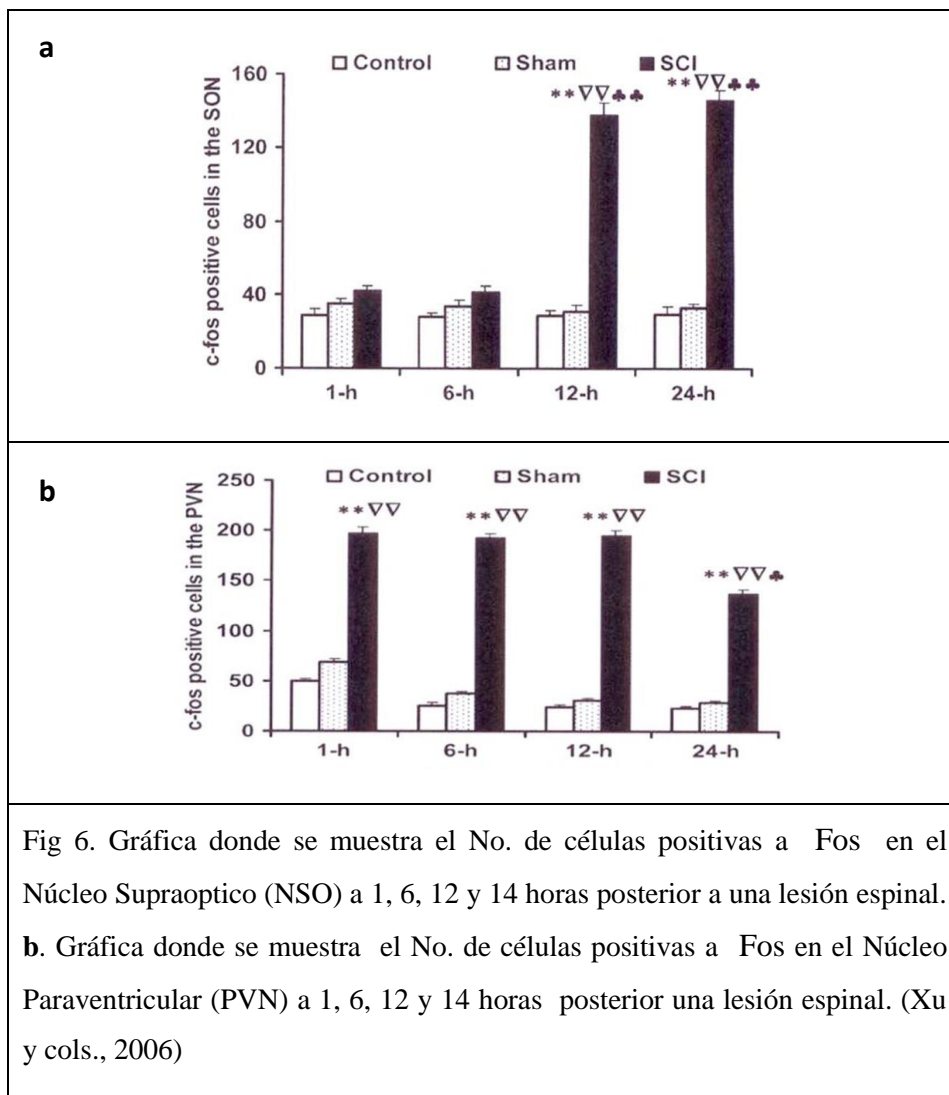 a
Control Sham SCI
160
120
80
40
0
c-fos positive cells in the SON
**▽▽♣♣
**▽▽♣♣
1-h 6-h 12-h 24-h
b
Control Sham SCI
250
200
150
100
50
0
c-fos positive cells in the PVN
**▽▽
**▽▽
**▽▽
**▽▽♣
1-h 6-h 12-h 24-h
Fig 6. Gráfica donde se muestra el No. de células positivas a Fos en el
Núcleo Supraoptico (NSO) a 1, 6, 12 y 14 horas posterior a una lesión espinal.
b. Gráfica donde se muestra el No. de células positivas a Fos en el Núcleo
Paraventricular (PVN) a 1, 6, 12 y 14 horas posterior una lesión espinal. (Xu
y cols., 2006)